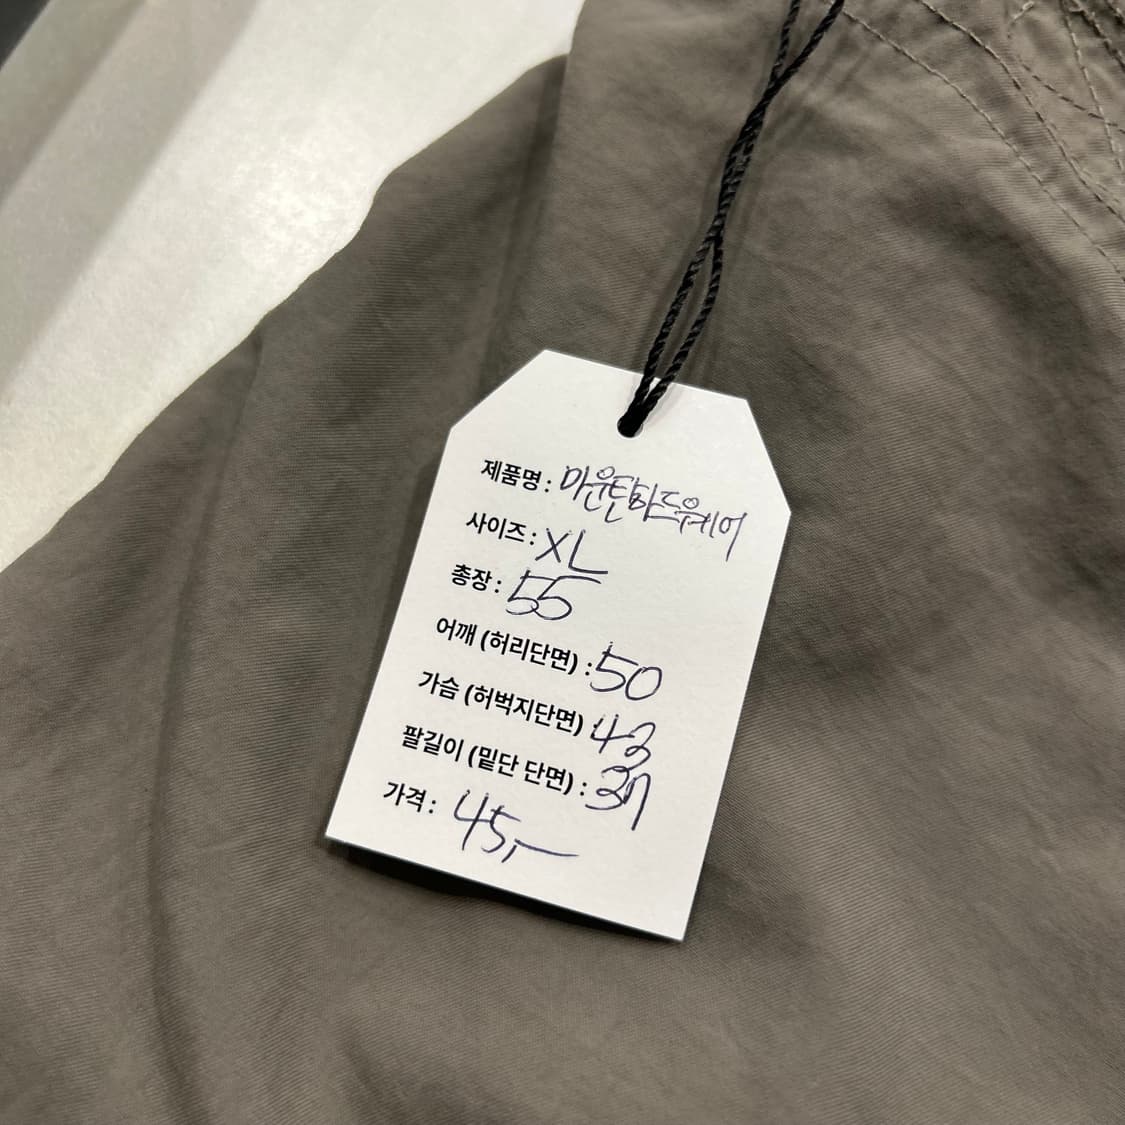 제품명 : 마운틴하드웨어
사이즈 : XL
총장 : 55
어깨 (허리단면) : 50
가슴 (허벅지단면) : 42
팔길이 (밑단 단면) : 37
가격 : 45,-